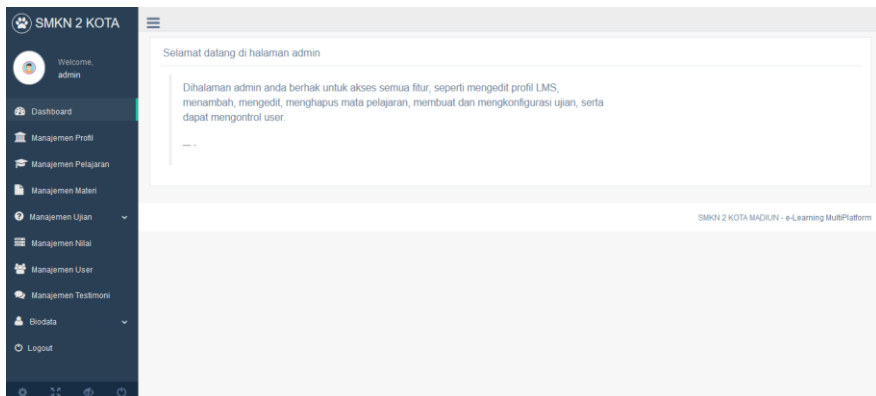 SMKN 2 KOTA
Welcome,
admin
Dashboard
Manajemen Profil
Manajemen Pelajaran
Manajemen Materi
Manajemen Ujian
Manajemen Nilai
Manajemen User
Manajemen Testimoni
Biodata
Logout
Selamat datang di halaman admin
Dihalaman admin anda berhak untuk akses semua fitur, seperti mengedit profil LMS,
menambah, mengedit, menghapus mata pelajaran, membuat dan mengkonfigurasi ujian, serta
dapat mengontrol user.
— -
SMKN 2 KOTA MADIUN - e-Learning MultiPlatform